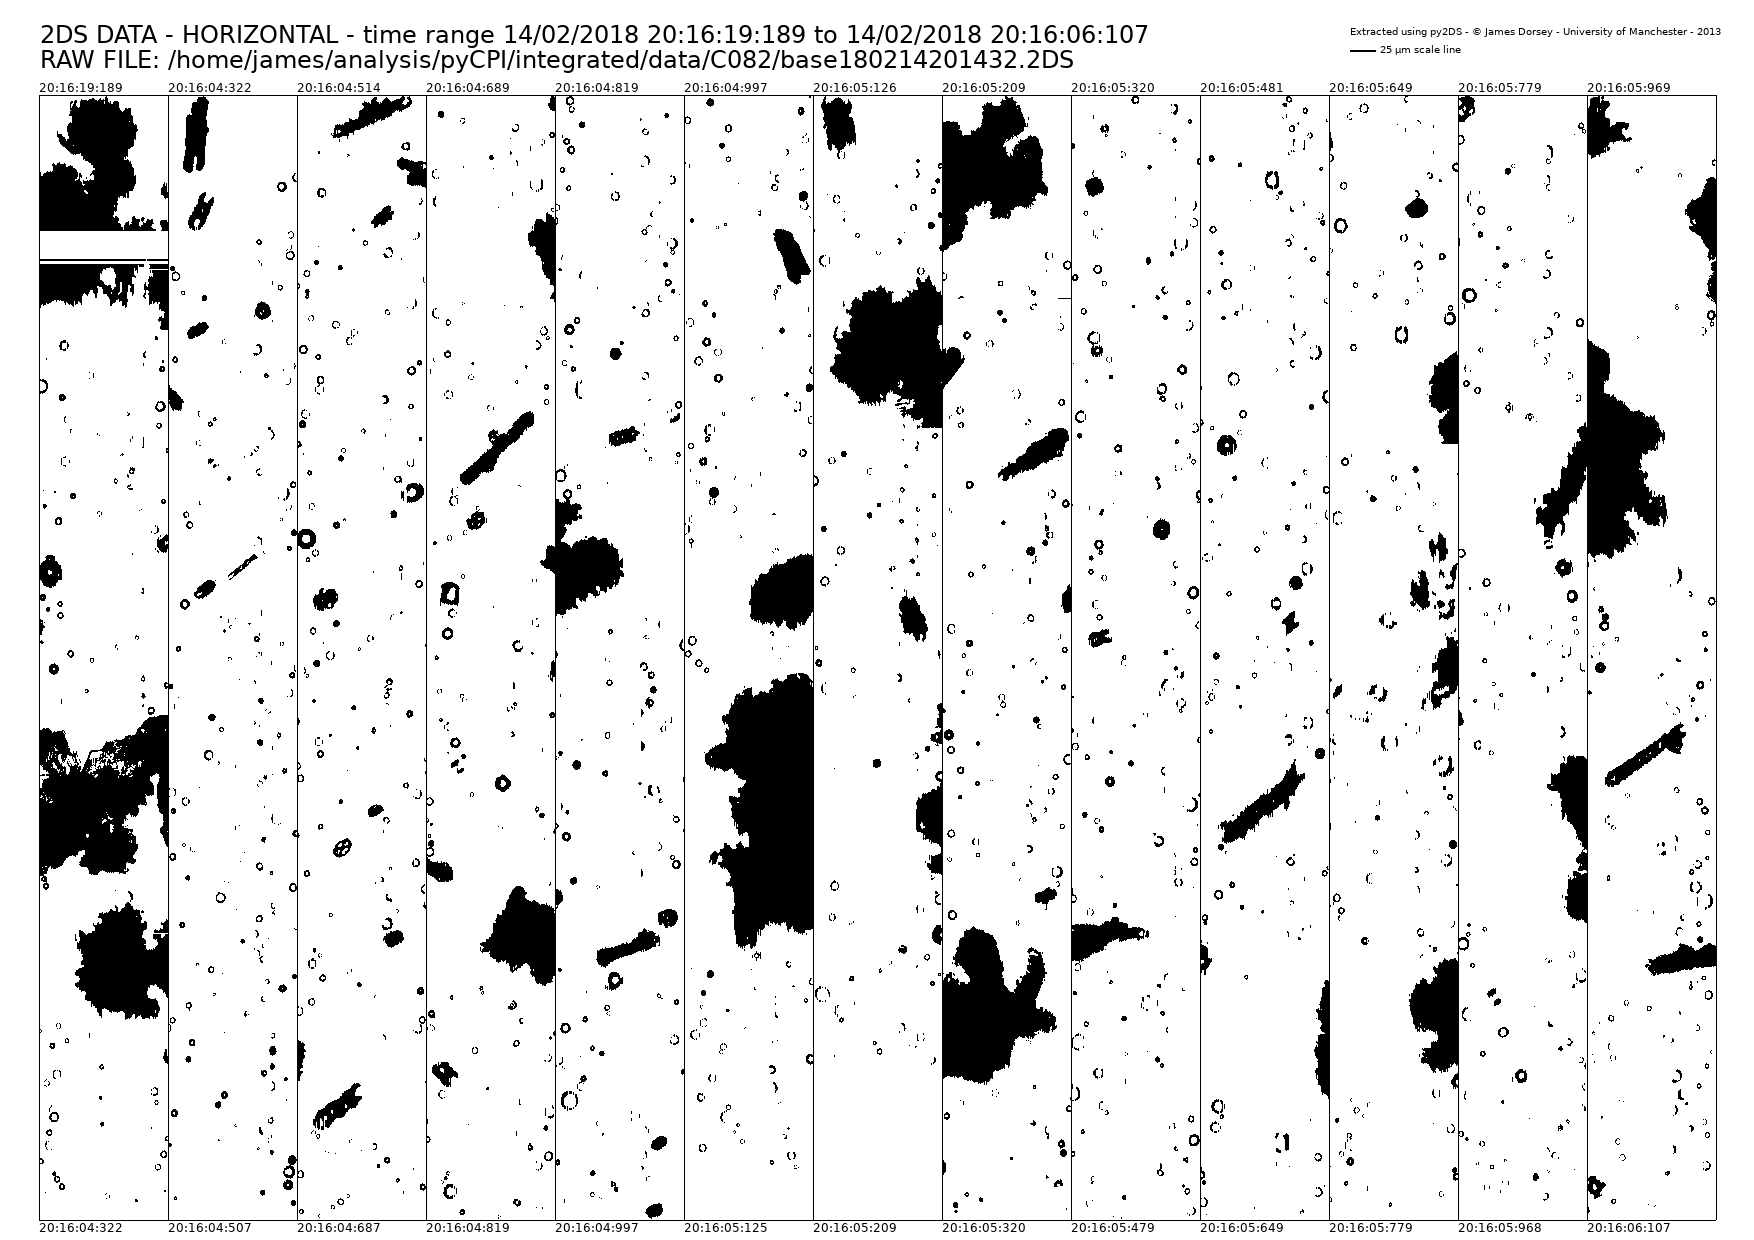 2DS DATA - HORIZONTAL - time range 14/02/2018 20:16:19:189 to 14/02/2018 20:16:06:107
RAW FILE: /home/james/analysis/pyCPI/integrated/data/C082/base180214201432.2DS
Extracted using py2DS - © James Dorsey - University of Manchester - 2013
25 µm scale line
20:16:19:189 20:16:04:322 20:16:04:514 20:16:04:689 20:16:04:819 20:16:04:997 20:16:05:126 20:16:05:209 20:16:05:320 20:16:05:481 20:16:05:649 20:16:05:779 20:16:05:969
20:16:04:322 20:16:04:507 20:16:04:687 20:16:04:819 20:16:04:997 20:16:05:125 20:16:05:209 20:16:05:320 20:16:05:479 20:16:05:649 20:16:05:779 20:16:05:968 20:16:06:107